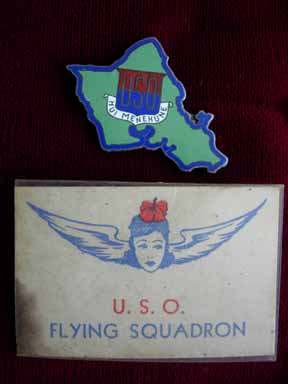 USO
HUI MENEHUNE
U. S. O.
FLYING SQUADRON